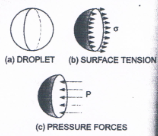 σ
(a) DROPLET
(b) SURFACE TENSION
P
(c) PRESSURE FORCES